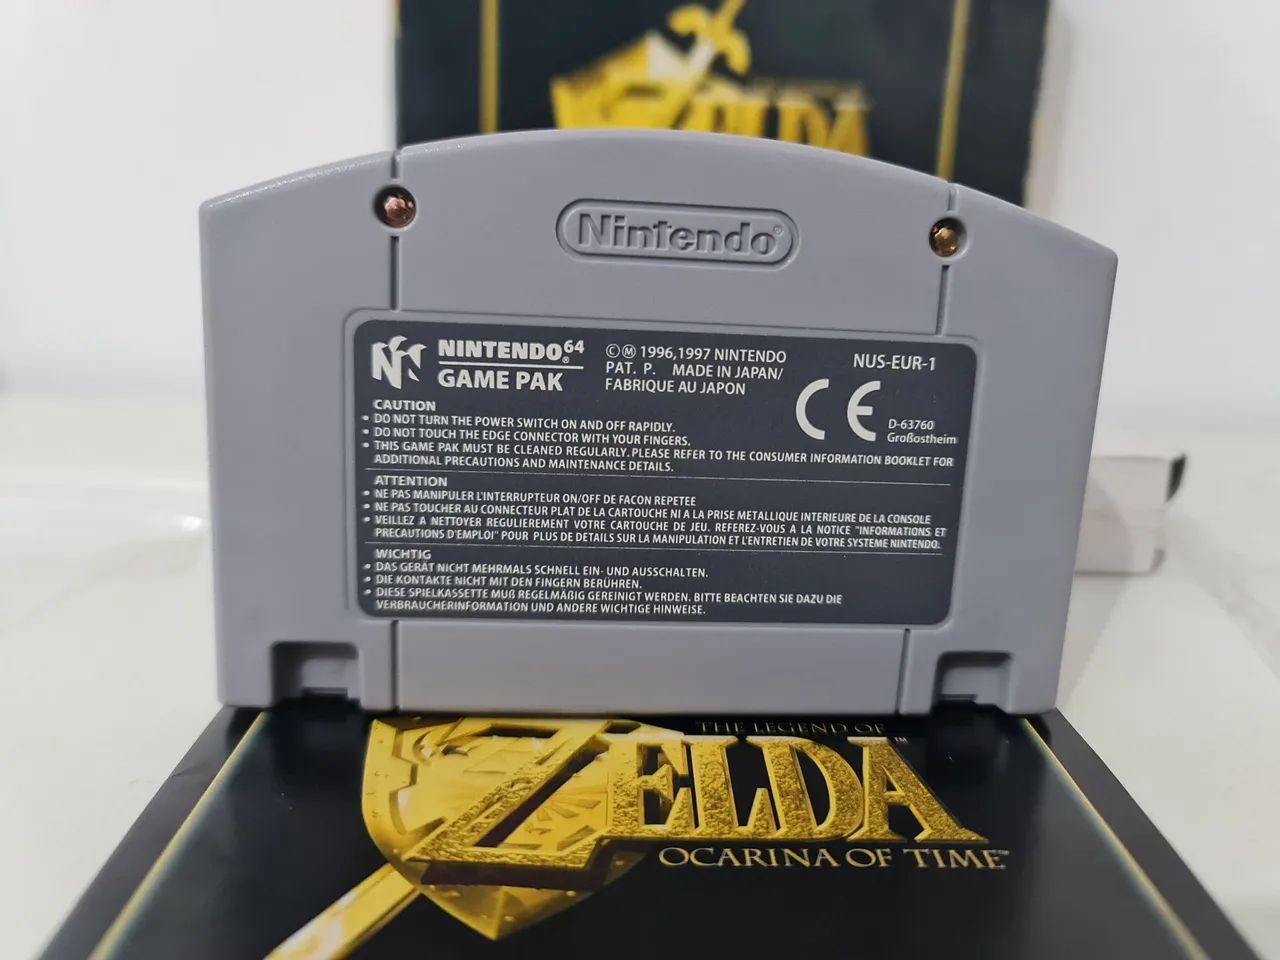 ZELDA
Nintendo®
NINTENDO64®
GAME PAK
©Ⓜ 1996,1997 NINTENDO
PAT. P. MADE IN JAPAN/
FABRIQUE AU JAPON
NUS-EUR-1
CE
D-63760
Großostheim
CAUTION
• DO NOT TURN THE POWER SWITCH ON AND OFF RAPIDLY.
• DO NOT TOUCH THE EDGE CONNECTOR WITH YOUR FINGERS.
• THIS GAME PAK MUST BE CLEANED REGULARLY. PLEASE REFER TO THE CONSUMER INFORMATION BOOKLET FOR
ADDITIONAL PRECAUTIONS AND MAINTENANCE DETAILS.
ATTENTION
• NE PAS MANIPULER L'INTERRUPTEUR ON/OFF DE FACON REPETEE
• NE PAS TOUCHER AU CONNECTEUR PLAT DE LA CARTOUCHE NI A LA PRISE METALLIQUE INTERIEURE DE LA CONSOLE
• VEILLEZ A NETTOYER REGULIEREMENT VOTRE CARTOUCHE DE JEU. REFEREZ-VOUS A LA NOTICE "INFORMATIONS ET
PRECAUTIONS D'EMPLOI" POUR PLUS DE DETAILS SUR LA MANIPULATION ET L'ENTRETIEN DE VOTRE SYSTEME NINTENDO.
WICHTIG
• DAS GERÄT NICHT MEHRMALS SCHNELL EIN- UND AUSSCHALTEN.
• DIE KONTAKTE NICHT MIT DEN FINGERN BERÜHREN.
• DIESE SPIELKASSETTE MUß REGELMÄßIG GEREINIGT WERDEN. BITTE BEACHTEN SIE DAZU DIE
VERBRAUCHERINFORMATION UND ANDERE WICHTIGE HINWEISE.
THE LEGEND OF
ZELDA™
OCARINA OF TIME™